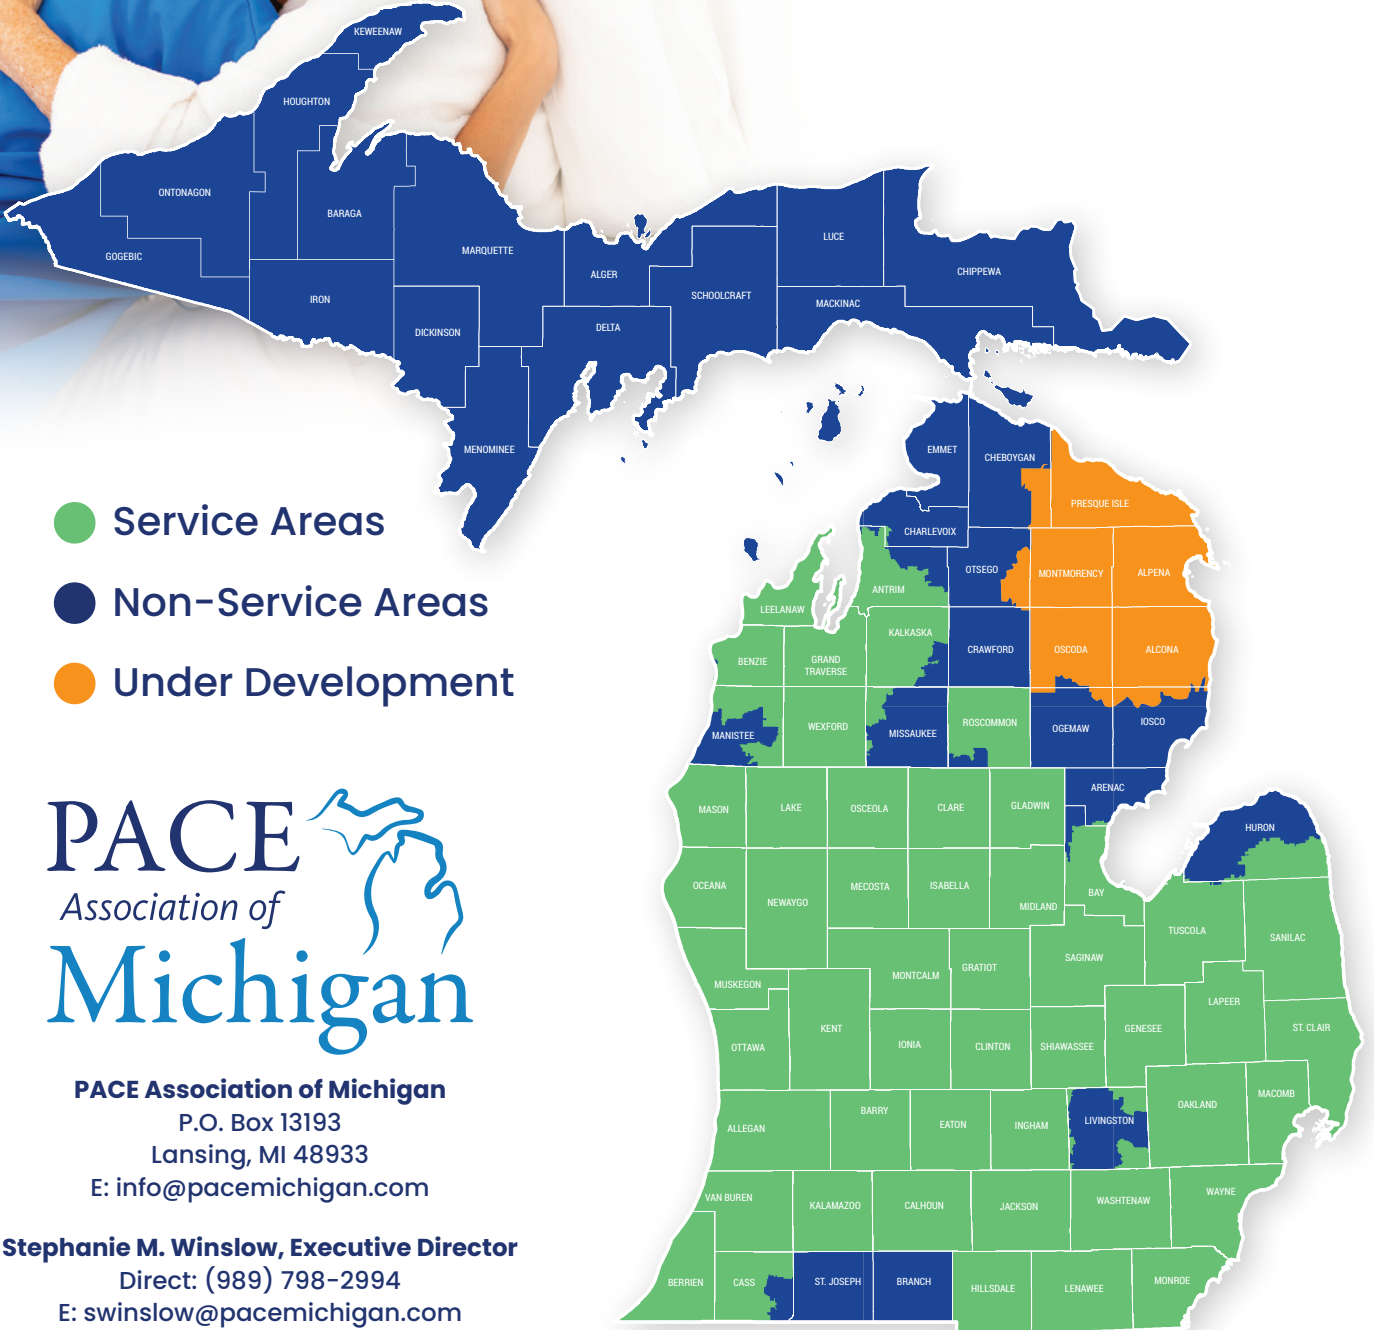 KEWEENAW
HOUGHTON
ONTONAGON
BARAGA
GOGEBIC
MARQUETTE
LUCE
ALGER
CHIPPEWA
IRON
SCHOOLCRAFT
MACKINAC
DICKINSON
DELTA
MENOMINEE
EMMET
CHEBOYGAN
PRESQUE ISLE
CHARLEVOIX
OTSEGO
MONTMORENCY
ALPENA
ANTRIM
LEELANAW
KALKASKA
BENZIE
GRAND
TRAVERSE
CRAWFORD
OSCODA
ALCONA
MANISTEE
WEXFORD
MISSAUKEE
ROSCOMMON
OGEMAW
IOSCO
MASON
LAKE
OSCEOLA
CLARE
GLADWIN
ARENAC
HURON
OCEANA
NEWAYGO
MECOSTA
ISABELLA
MIDLAND
BAY
TUSCOLA
SANILAC
MUSKEGON
MONTCALM
GRATIOT
SAGINAW
LAPEER
KENT
GENESEE
ST. CLAIR
OTTAWA
IONIA
CLINTON
SHIAWASSEE
ALLEGAN
BARRY
EATON
INGHAM
LIVINGSTON
OAKLAND
MACOMB
VAN BUREN
KALAMAZOO
CALHOUN
JACKSON
WASHTENAW
WAYNE
BERRIEN
CASS
ST. JOSEPH
BRANCH
HILLSDALE
LENAWEE
MONROE
Service Areas
Non-Service Areas
Under Development
PACE
Association of
Michigan
PACE Association of Michigan
P.O. Box 13193
Lansing, MI 48933
E: info@pacemichigan.com
Stephanie M. Winslow, Executive Director
Direct: (989) 798-2994
E: swinslow@pacemichigan.com